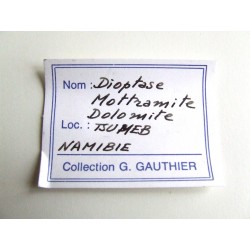 Nom : Dioptase
Mottramite
Dolomite
Loc. : TSUMEB
NAMIBIE
Collection G. GAUTHIER